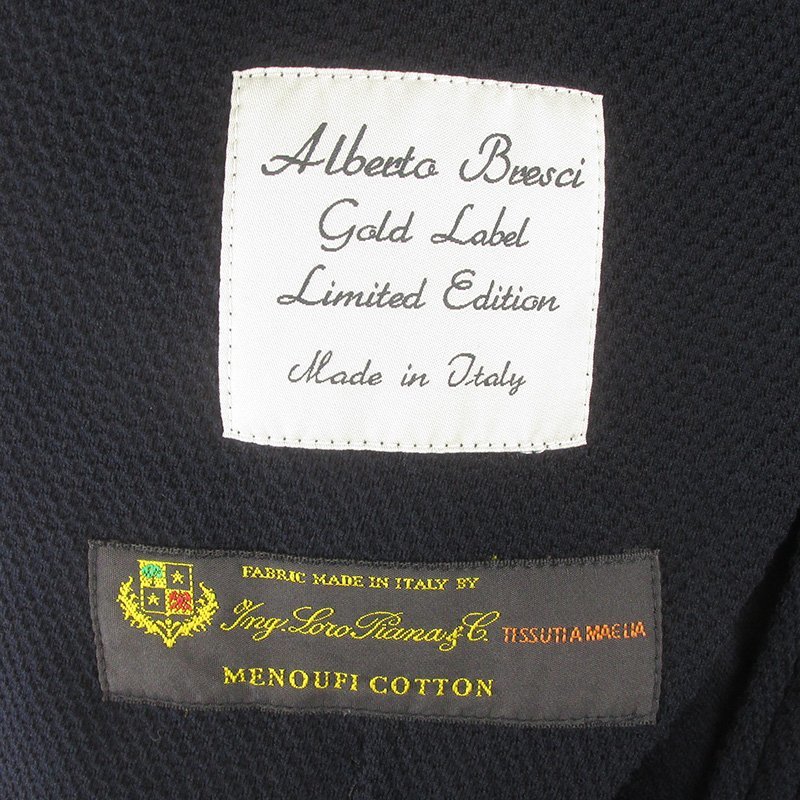 Alberto Bresci
Gold Label
Limited Edition
Made in Italy
FABRIC MADE IN ITALY BY
Ing. Loro Piana & C. TESSUTI A MAGLIA
MENOUFI COTTON